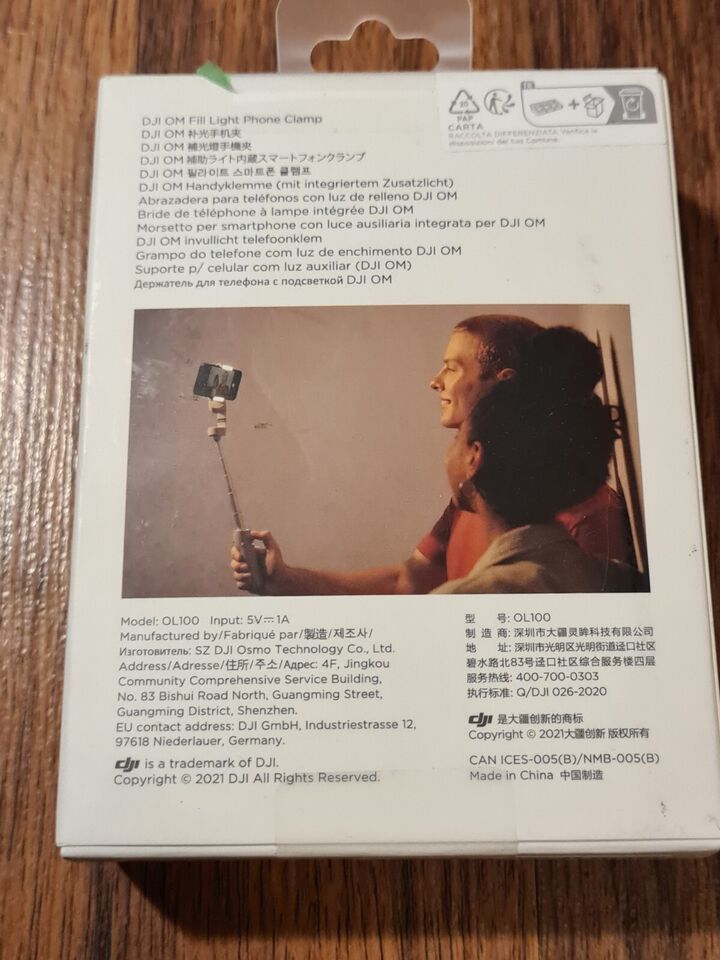 DJI OM Fill Light Phone Clamp
DJI OM 补光手机夹
DJI OM 補光燈手機夾
DJI OM 補助ライト内蔵スマートフォンクランプ
DJI OM 필라이트 스마트폰 클램프
DJI OM Handyklemme (mit integriertem Zusatzlicht)
Abrazadera para teléfonos con luz de relleno DJI OM
Bride de téléphone à lampe intégrée DJI OM
Morsetto per smartphone con luce ausiliaria integrata per DJI OM
DJI OM invullicht telefoonklem
Grampo do telefone com luz de enchimento DJI OM
Suporte p/ celular com luz auxiliar (DJI OM)
Держатель для телефона с подсветкой DJI OM
PAP
CARTA
RACCOLTA DIFFERENZIATA. Verifica le
disposizioni del tuo Comune.
FR
Model: OL100 Input: 5V⎓1A
Manufactured by/Fabriqué par/製造/제조사/
Изготовитель: SZ DJI Osmo Technology Co., Ltd.
Address/Adresse/住所/주소/Адрес: 4F, Jingkou
Community Comprehensive Service Building,
No. 83 Bishui Road North, Guangming Street,
Guangming District, Shenzhen.
EU contact address: DJI GmbH, Industriestrasse 12,
97618 Niederlauer, Germany.
dji is a trademark of DJI.
Copyright © 2021 DJI All Rights Reserved.
型 号: OL100
制 造 商: 深圳市大疆灵眸科技有限公司
地 址: 深圳市光明区光明街道迳口社区
碧水路北83号迳口社区综合服务楼四层
服务热线: 400-700-0303
执行标准: Q/DJI 026-2020
dji 是大疆创新的商标
Copyright © 2021大疆创新 版权所有
CAN ICES-005(B)/NMB-005(B)
Made in China 中国制造